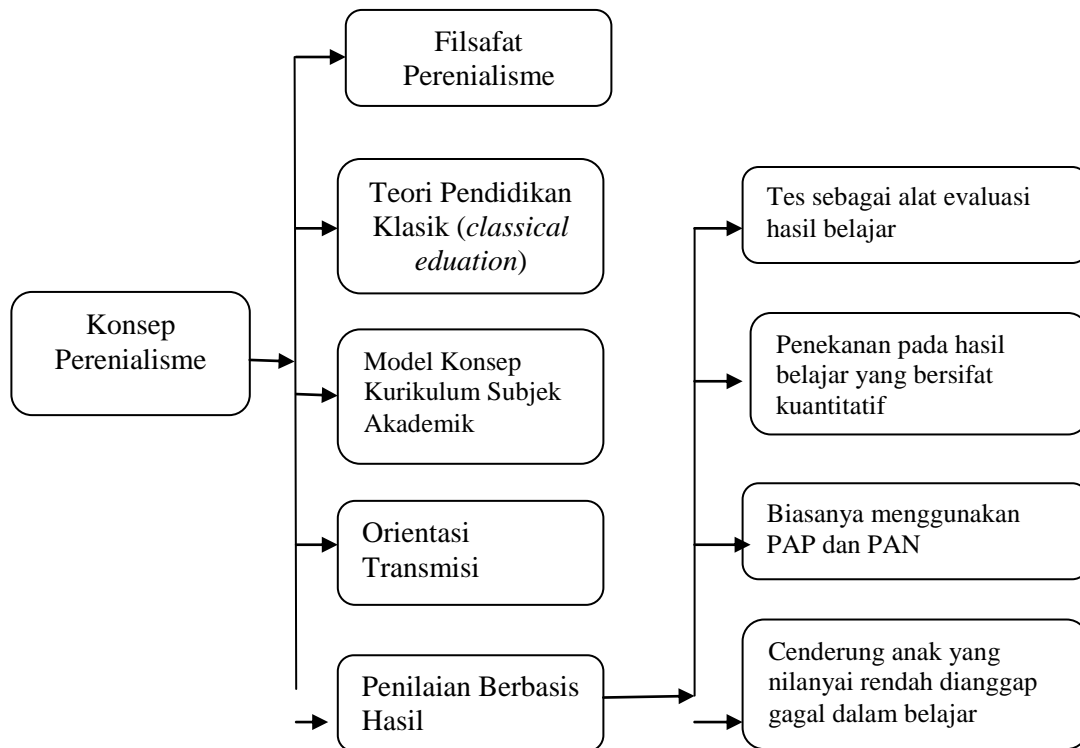 Filsafat
Perenialisme
Teori Pendidikan
Klasik (classical
eduation)
Konsep
Perenialisme
Model Konsep
Kurikulum Subjek
Akademik
Orientasi
Transmisi
Penilaian Berbasis
Hasil
Tes sebagai alat evaluasi
hasil belajar
Penekanan pada hasil
belajar yang bersifat
kuantitatif
Biasanya menggunakan
PAP dan PAN
Cenderung anak yang
nilanyai rendah dianggap
gagal dalam belajar